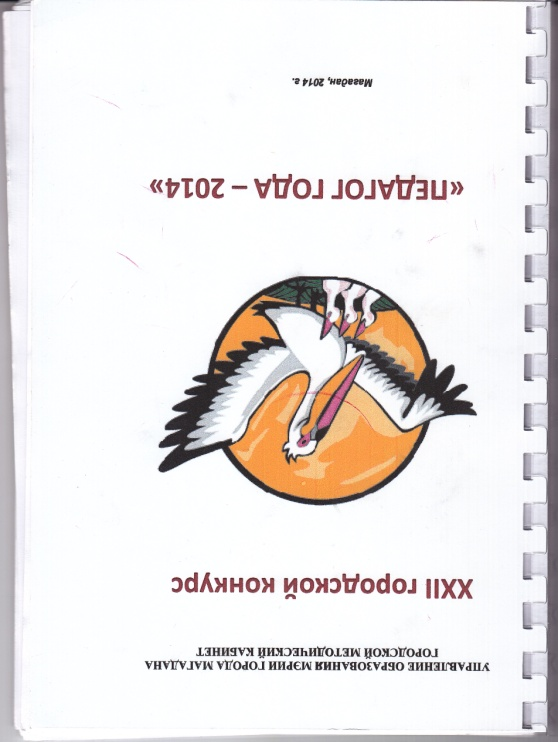 УПРАВЛЕНИЕ ОБРАЗОВАНИЯ МЭРИИ ГОРОДА МАГАДАНА
ГОРОДСКОЙ МЕТОДИЧЕСКИЙ КАБИНЕТ
XXII городской конкурс
«ПЕДАГОГ ГОДА – 2014»
Магадан, 2014 г.